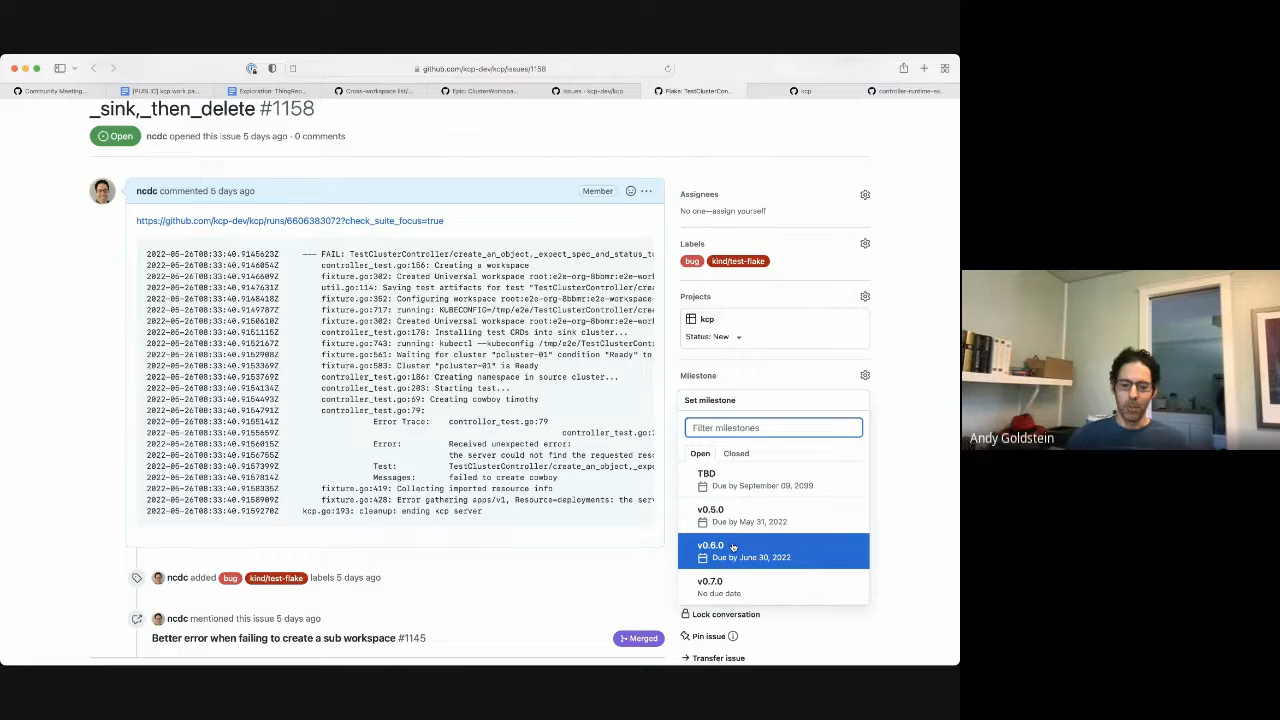 github.com/kcp-dev/kcp/issues/1158
Community Meeting...
[PUBLIC] kcp work pa...
Exploration: ThingRepo...
Cross-workspace list/...
Epic: ClusterWorkspa...
Issues · kcp-dev/kcp
Flake: TestClusterCon...
kcp
controller-runtime-ex...
_sink,_then_delete #1158
Open
ncdc opened this issue 5 days ago · 0 comments
ncdc commented 5 days ago
Member
https://github.com/kcp-dev/kcp/runs/6606383072?check_suite_focus=true
2022-05-26T08:33:40.9145623Z --- FAIL: TestClusterController/create_an_object,_expect_spec_and_status_to
2022-05-26T08:33:40.9146054Z controller_test.go:156: Creating a workspace
2022-05-26T08:33:40.9146609Z fixture.go:302: Created Universal workspace root:e2e-org-8bbmr:e2e-work
2022-05-26T08:33:40.9147631Z util.go:114: Saving test artifacts for test "TestClusterController/crea
2022-05-26T08:33:40.9148418Z fixture.go:352: Configuring workspace root:e2e-org-8bbmr:e2e-workspace-
2022-05-26T08:33:40.9150063Z fixture.go:717: running: KUBECONFIG=/tmp/e2e/TestClusterController/crea
2022-05-26T08:33:40.9150610Z fixture.go:302: Created Universal workspace root:e2e-org-8bbmr:e2e-work
2022-05-26T08:33:40.9151115Z controller_test.go:178: Installing test CRDs into sink cluster...
2022-05-26T08:33:40.9152167Z fixture.go:743: running: kubectl --kubeconfig /tmp/e2e/TestClusterContr
2022-05-26T08:33:40.9152908Z fixture.go:561: Waiting for cluster "pcluster-01" condition "Ready" to
2022-05-26T08:33:40.9153369Z fixture.go:583: Cluster "pcluster-01" is Ready
2022-05-26T08:33:40.9153769Z controller_test.go:186: Creating namespace in source cluster...
2022-05-26T08:33:40.9154134Z controller_test.go:203: Starting test...
2022-05-26T08:33:40.9154394Z controller_test.go:69: Creating cowboy timothy
2022-05-26T08:33:40.9154791Z controller_test.go:79:
2022-05-26T08:33:40.9155141Z Error Trace: controller_test.go:79
2022-05-26T08:33:40.9155659Z controller_test.go:2
2022-05-26T08:33:40.9156015Z Error: Received unexpected error:
2022-05-26T08:33:40.9156455Z the server could not find the requested reso
2022-05-26T08:33:40.9157399Z Test: TestClusterController/create_an_object,_expe
2022-05-26T08:33:40.9157814Z Messages: failed to create cowboy
2022-05-26T08:33:40.9158335Z fixture.go:419: Collecting imported resource info
2022-05-26T08:33:40.9158909Z fixture.go:428: Error gathering apps/v1, Resource=deployments: the serv
2022-05-26T08:33:40.9159270Z kcp.go:193: cleanup: ending kcp server
ncdc added bug kind/test-flake labels 5 days ago
ncdc mentioned this issue 5 days ago
Better error when failing to create a sub workspace #1145
Merged
Assignees
No one—assign yourself
Labels
bug
kind/test-flake
Projects
kcp
Status: New
Milestone
Set milestone
Filter milestones
Open
Closed
TBD
Due by September 09, 2099
v0.5.0
Due by May 31, 2022
v0.6.0
Due by June 30, 2022
v0.7.0
No due date
Lock conversation
Pin issue
Transfer issue
Andy Goldstein